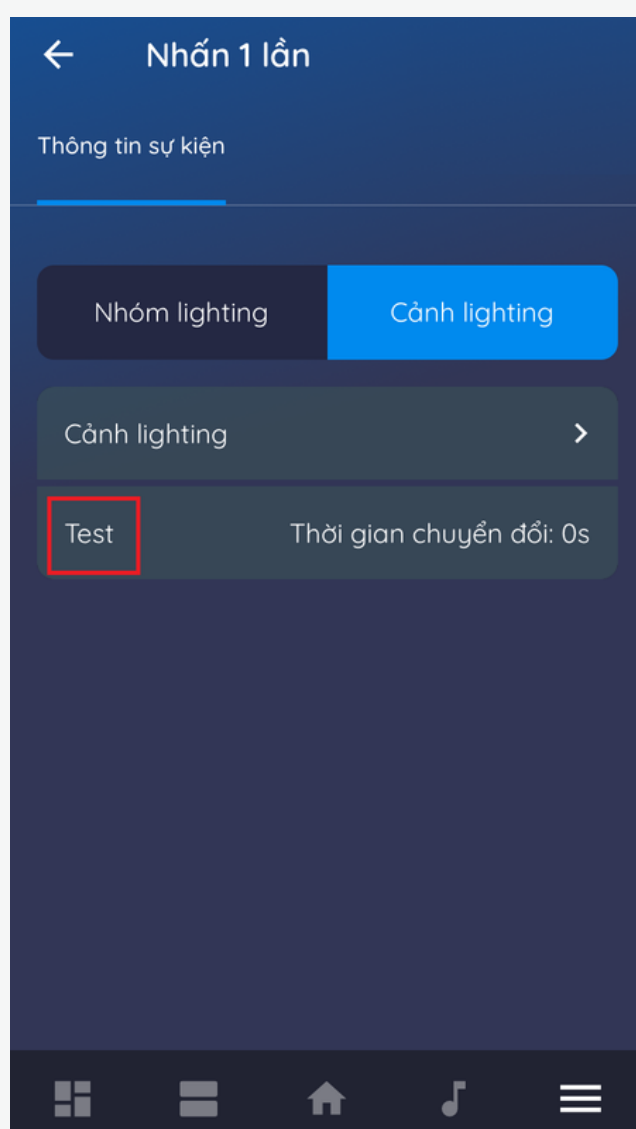 Nhấn 1 lần
Thông tin sự kiện
Nhóm lighting
Cảnh lighting
Cảnh lighting
Test
Thời gian chuyển đổi: 0s